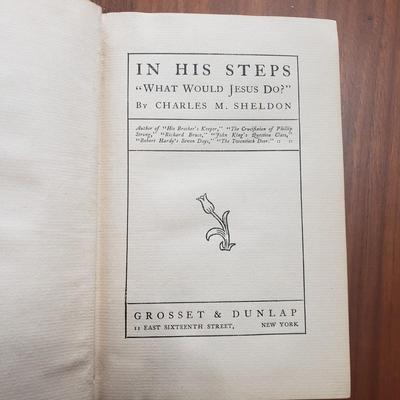 IN HIS STEPS
"WHAT WOULD JESUS DO?"
BY CHARLES M. SHELDON
Author of "His Brother's Keeper," "The Crucifixion of Phillip
Strong," "Richard Bruce," "John King's Question Class,"
"Robert Hardy's Seven Days," "The Twentieth Door."
GROSSET & DUNLAP
11 EAST SIXTEENTH STREET, NEW YORK